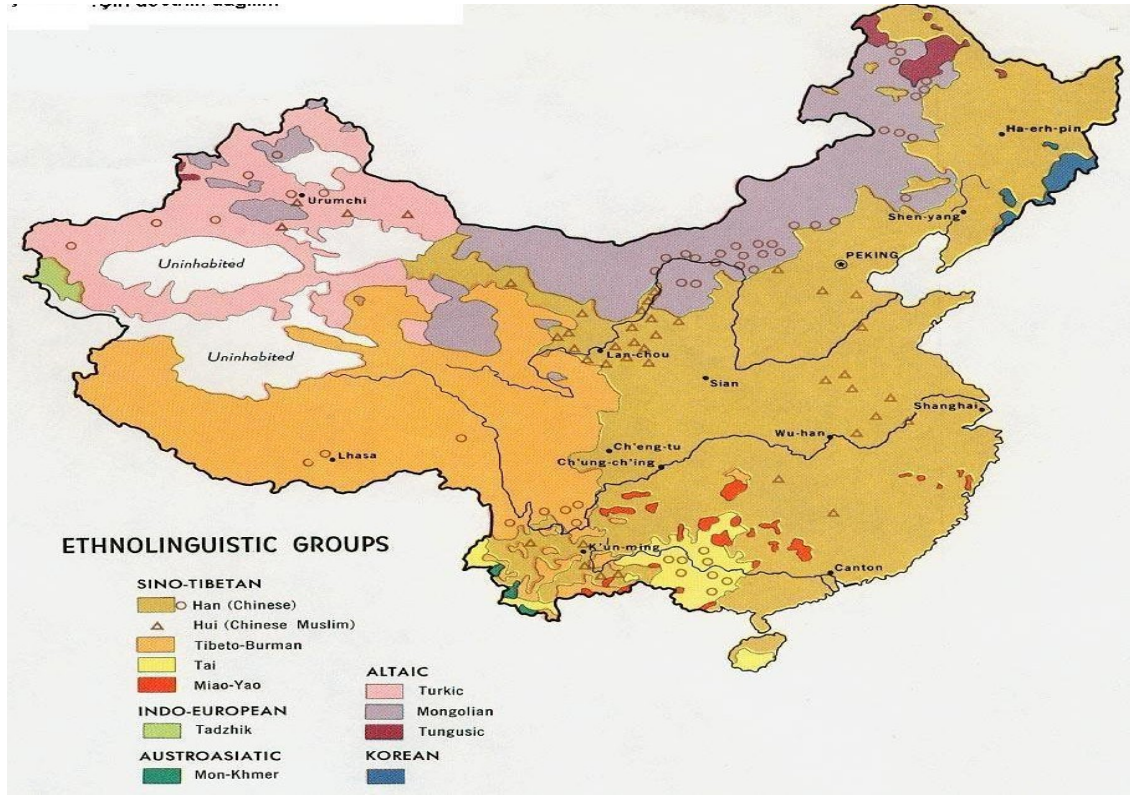 Ha-erh-pin
Urumchi
Shen-yang
PEKING
Uninhabited
Uninhabited
Lan-chou
Sian
Shanghai
Wu-han
Ch'eng-tu
Ch'ung-ch'ing
Lhasa
K'un-ming
Canton
ETHNOLINGUISTIC GROUPS
SINO-TIBETAN
Han (Chinese)
Hui (Chinese Muslim)
Tibeto-Burman
Tai
Miao-Yao
INDO-EUROPEAN
Tadzhik
AUSTROASIATIC
Mon-Khmer
ALTAIC
Turkic
Mongolian
Tungusic
KOREAN